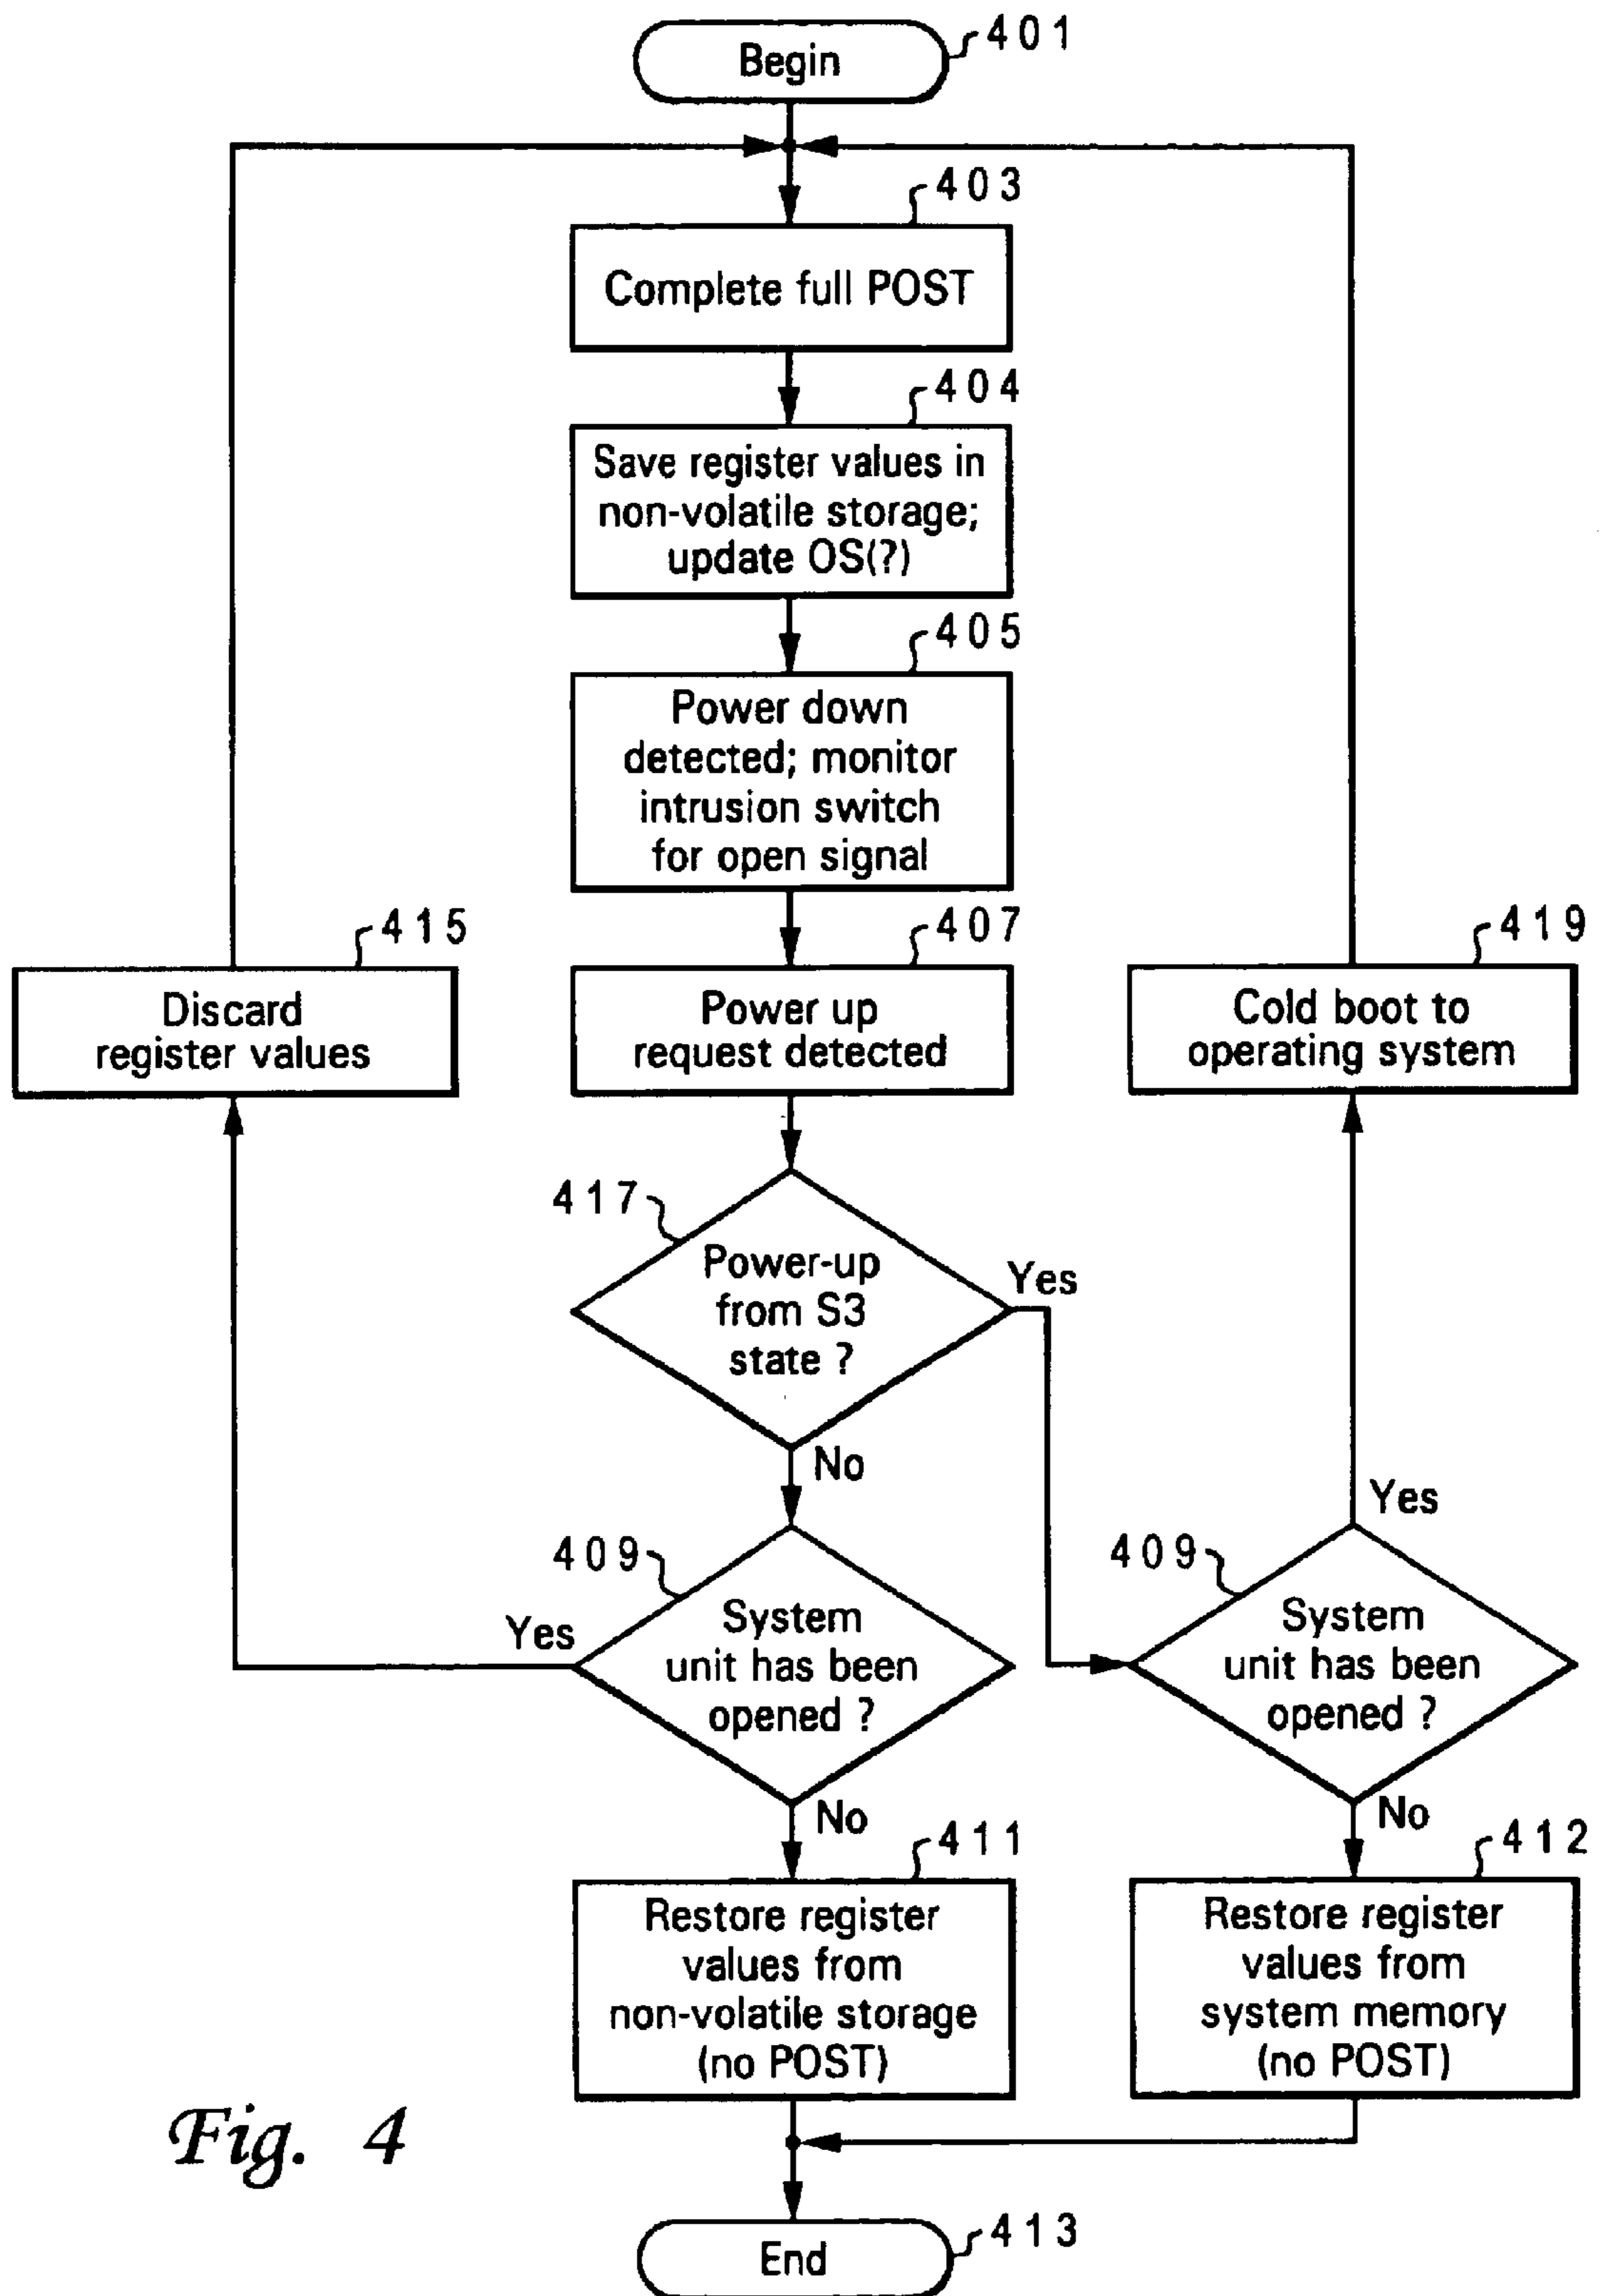 Begin
401
403
Complete full POST
404
Save register values in
non-volatile storage;
update OS(?)
405
Power down
detected; monitor
intrusion switch
for open signal
415
Discard
register values
407
Power up
request detected
419
Cold boot to
operating system
417
Power-up
from S3
state ?
Yes
No
409
System
unit has been
opened ?
Yes
No
409
System
unit has been
opened ?
Yes
No
411
Restore register
values from
non-volatile storage
(no POST)
412
Restore register
values from
system memory
(no POST)
Fig. 4
End
413